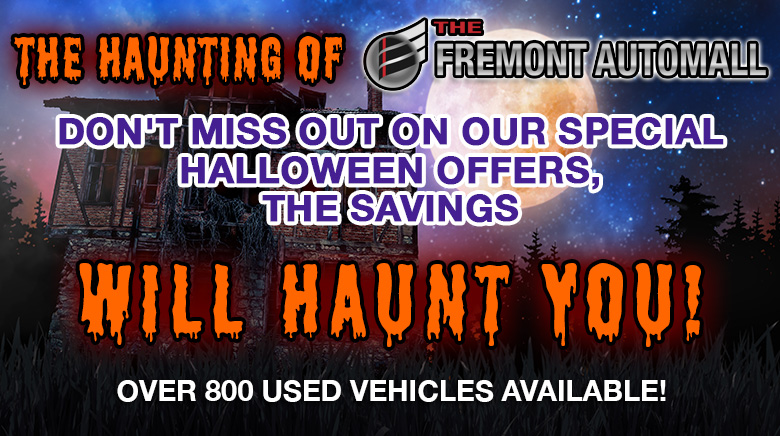 THE HAUNTING OF THE FREMONT AUTOMALL
DON'T MISS OUT ON OUR SPECIAL
HALLOWEEN OFFERS,
THE SAVINGS
WILL HAUNT YOU!
OVER 800 USED VEHICLES AVAILABLE!